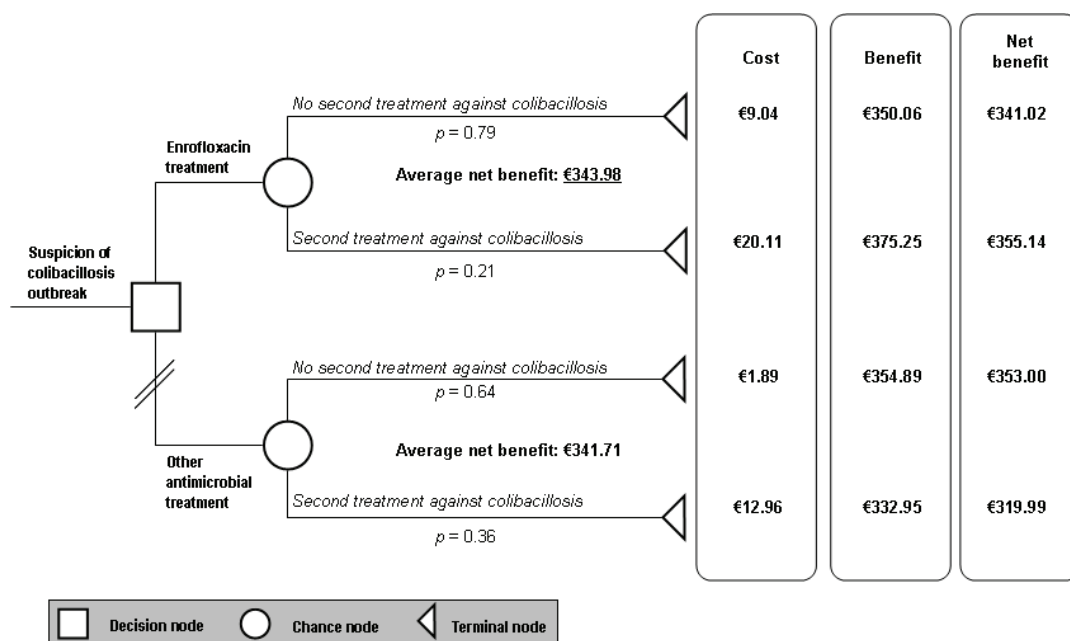 Cost
Benefit
Net
benefit
No second treatment against colibacillosis
p = 0.79
€9.04
€350.06
€341.02
Enrofloxacin
treatment
Average net benefit: €343.98
Second treatment against colibacillosis
p = 0.21
€20.11
€375.25
€355.14
Suspicion of
colibacillosis
outbreak
No second treatment against colibacillosis
p = 0.64
€1.89
€354.89
€353.00
Average net benefit: €341.71
Other
antimicrobial
treatment
Second treatment against colibacillosis
p = 0.36
€12.96
€332.95
€319.99
Decision node
Chance node
Terminal node